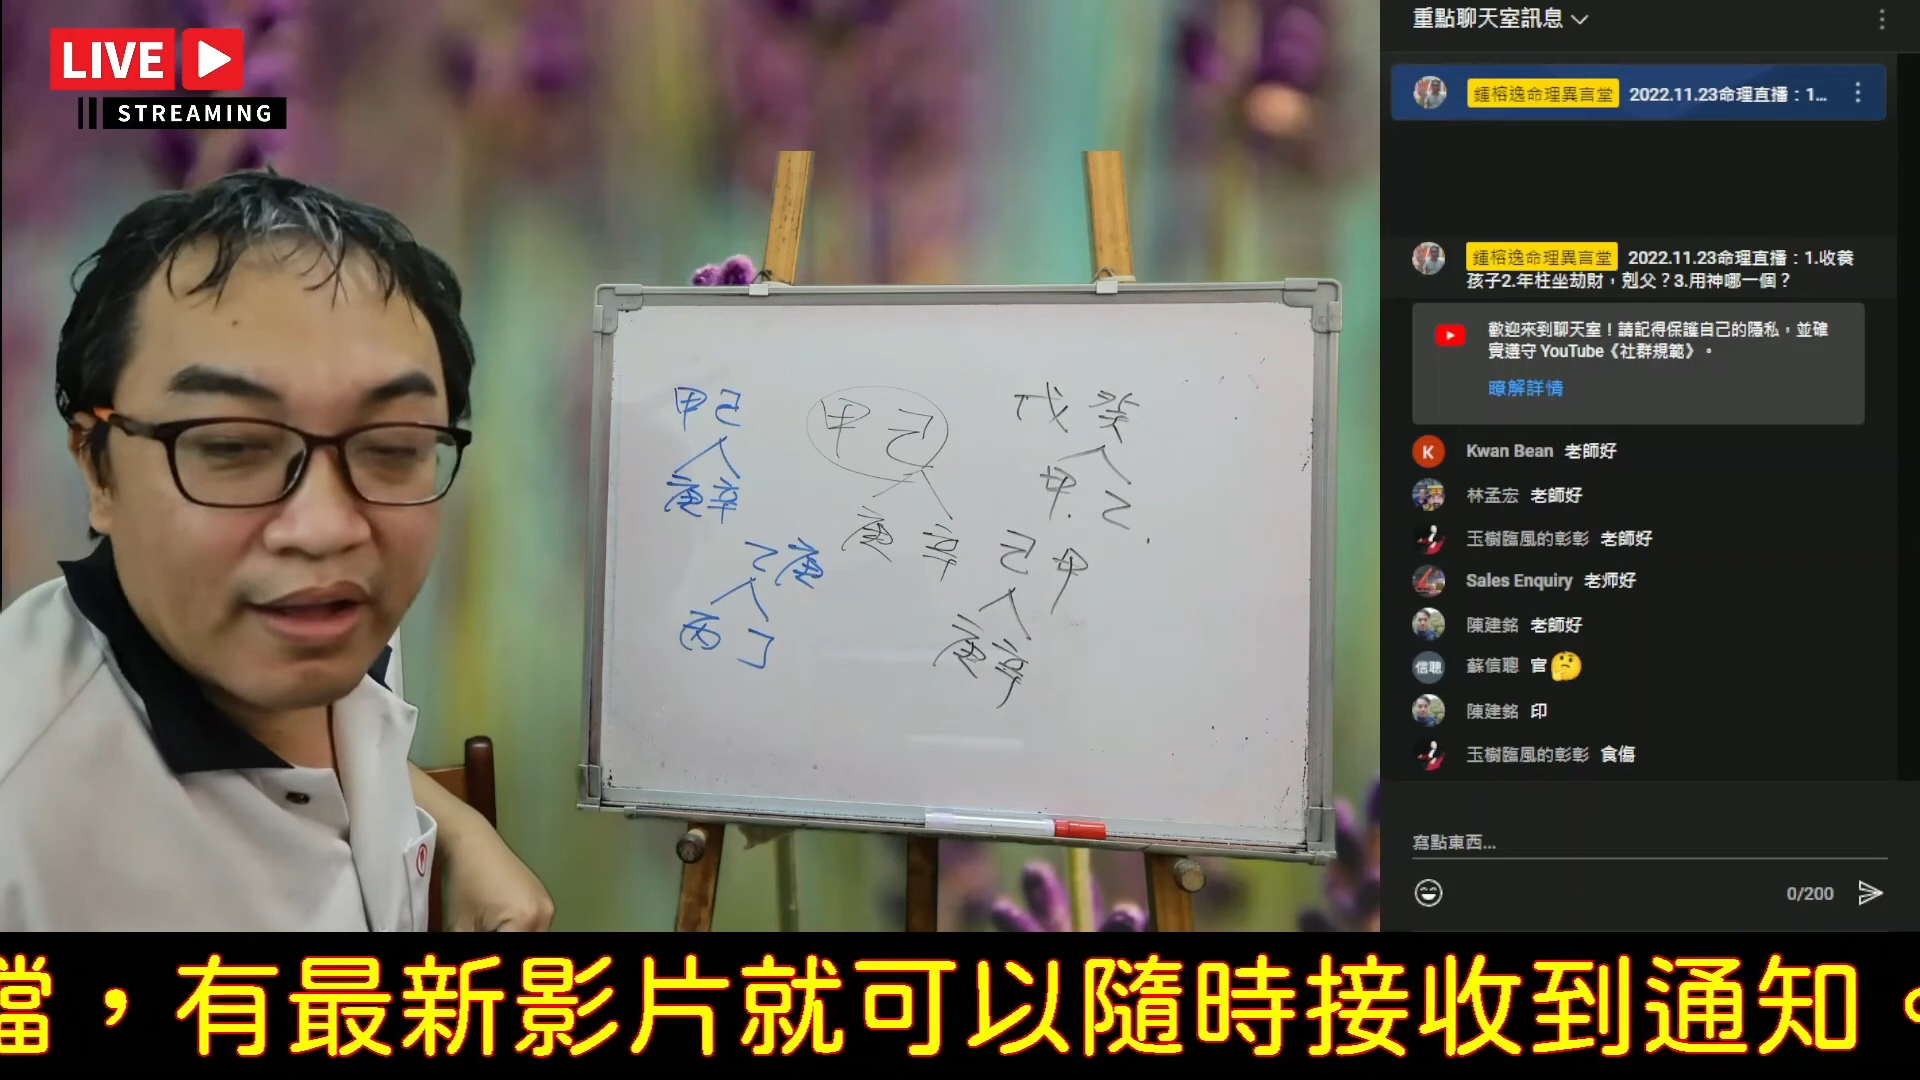 LIVE
STREAMING
甲己
庚辛
乙庚
丙丁
甲己
庚辛
戊癸
甲.乙
己甲
庚辛
重點聊天室訊息
鍾榕逸命理異言堂 2022.11.23命理直播：1...
鍾榕逸命理異言堂 2022.11.23命理直播：1.收養
孩子2.年柱坐劫財，剋父？3.用神哪一個？
歡迎來到聊天室！請記得保護自己的隱私，並確
實遵守 YouTube《社群規範》。
瞭解詳情
K Kwan Bean 老師好
林孟宏 老師好
玉樹臨風的彰彰 老師好
Sales Enquiry 老师好
陳建銘 老師好
信聰 蘇信聰 官🤔
陳建銘 印
玉樹臨風的彰彰 食傷
寫點東西...
0/200
檔，有最新影片就可以隨時接收到通知。